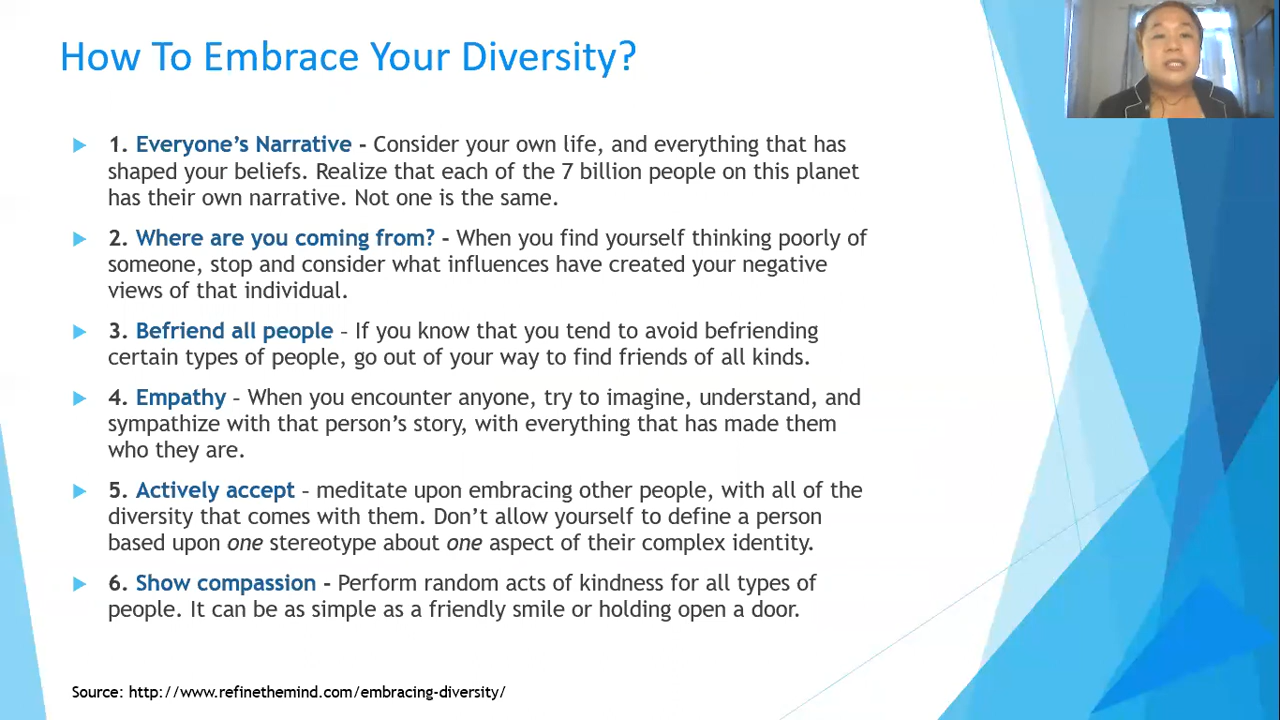 How To Embrace Your Diversity?
1. Everyone’s Narrative - Consider your own life, and everything that has
shaped your beliefs. Realize that each of the 7 billion people on this planet
has their own narrative. Not one is the same.
2. Where are you coming from? - When you find yourself thinking poorly of
someone, stop and consider what influences have created your negative
views of that individual.
3. Befriend all people – If you know that you tend to avoid befriending
certain types of people, go out of your way to find friends of all kinds.
4. Empathy – When you encounter anyone, try to imagine, understand, and
sympathize with that person’s story, with everything that has made them
who they are.
5. Actively accept – meditate upon embracing other people, with all of the
diversity that comes with them. Don’t allow yourself to define a person
based upon one stereotype about one aspect of their complex identity.
6. Show compassion - Perform random acts of kindness for all types of
people. It can be as simple as a friendly smile or holding open a door.
Source: http://www.refinethemind.com/embracing-diversity/